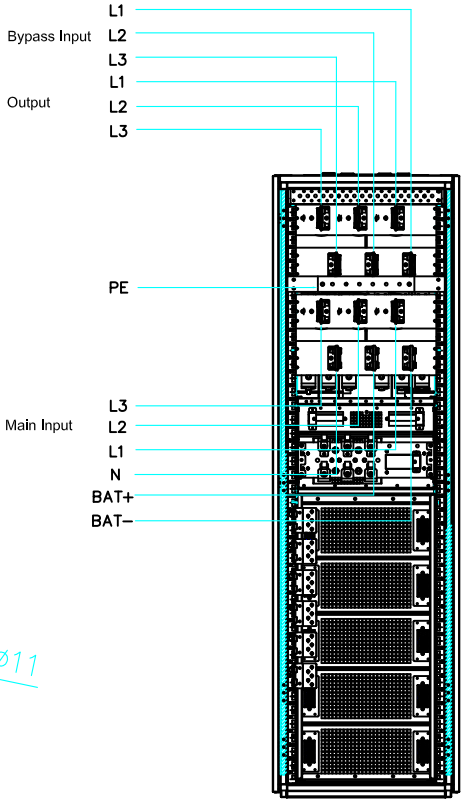 L1
Bypass Input L2
L3
L1
Output L2
L3
PE
L3
Main Input L2
L1
N
BAT+
BAT−
Ø11